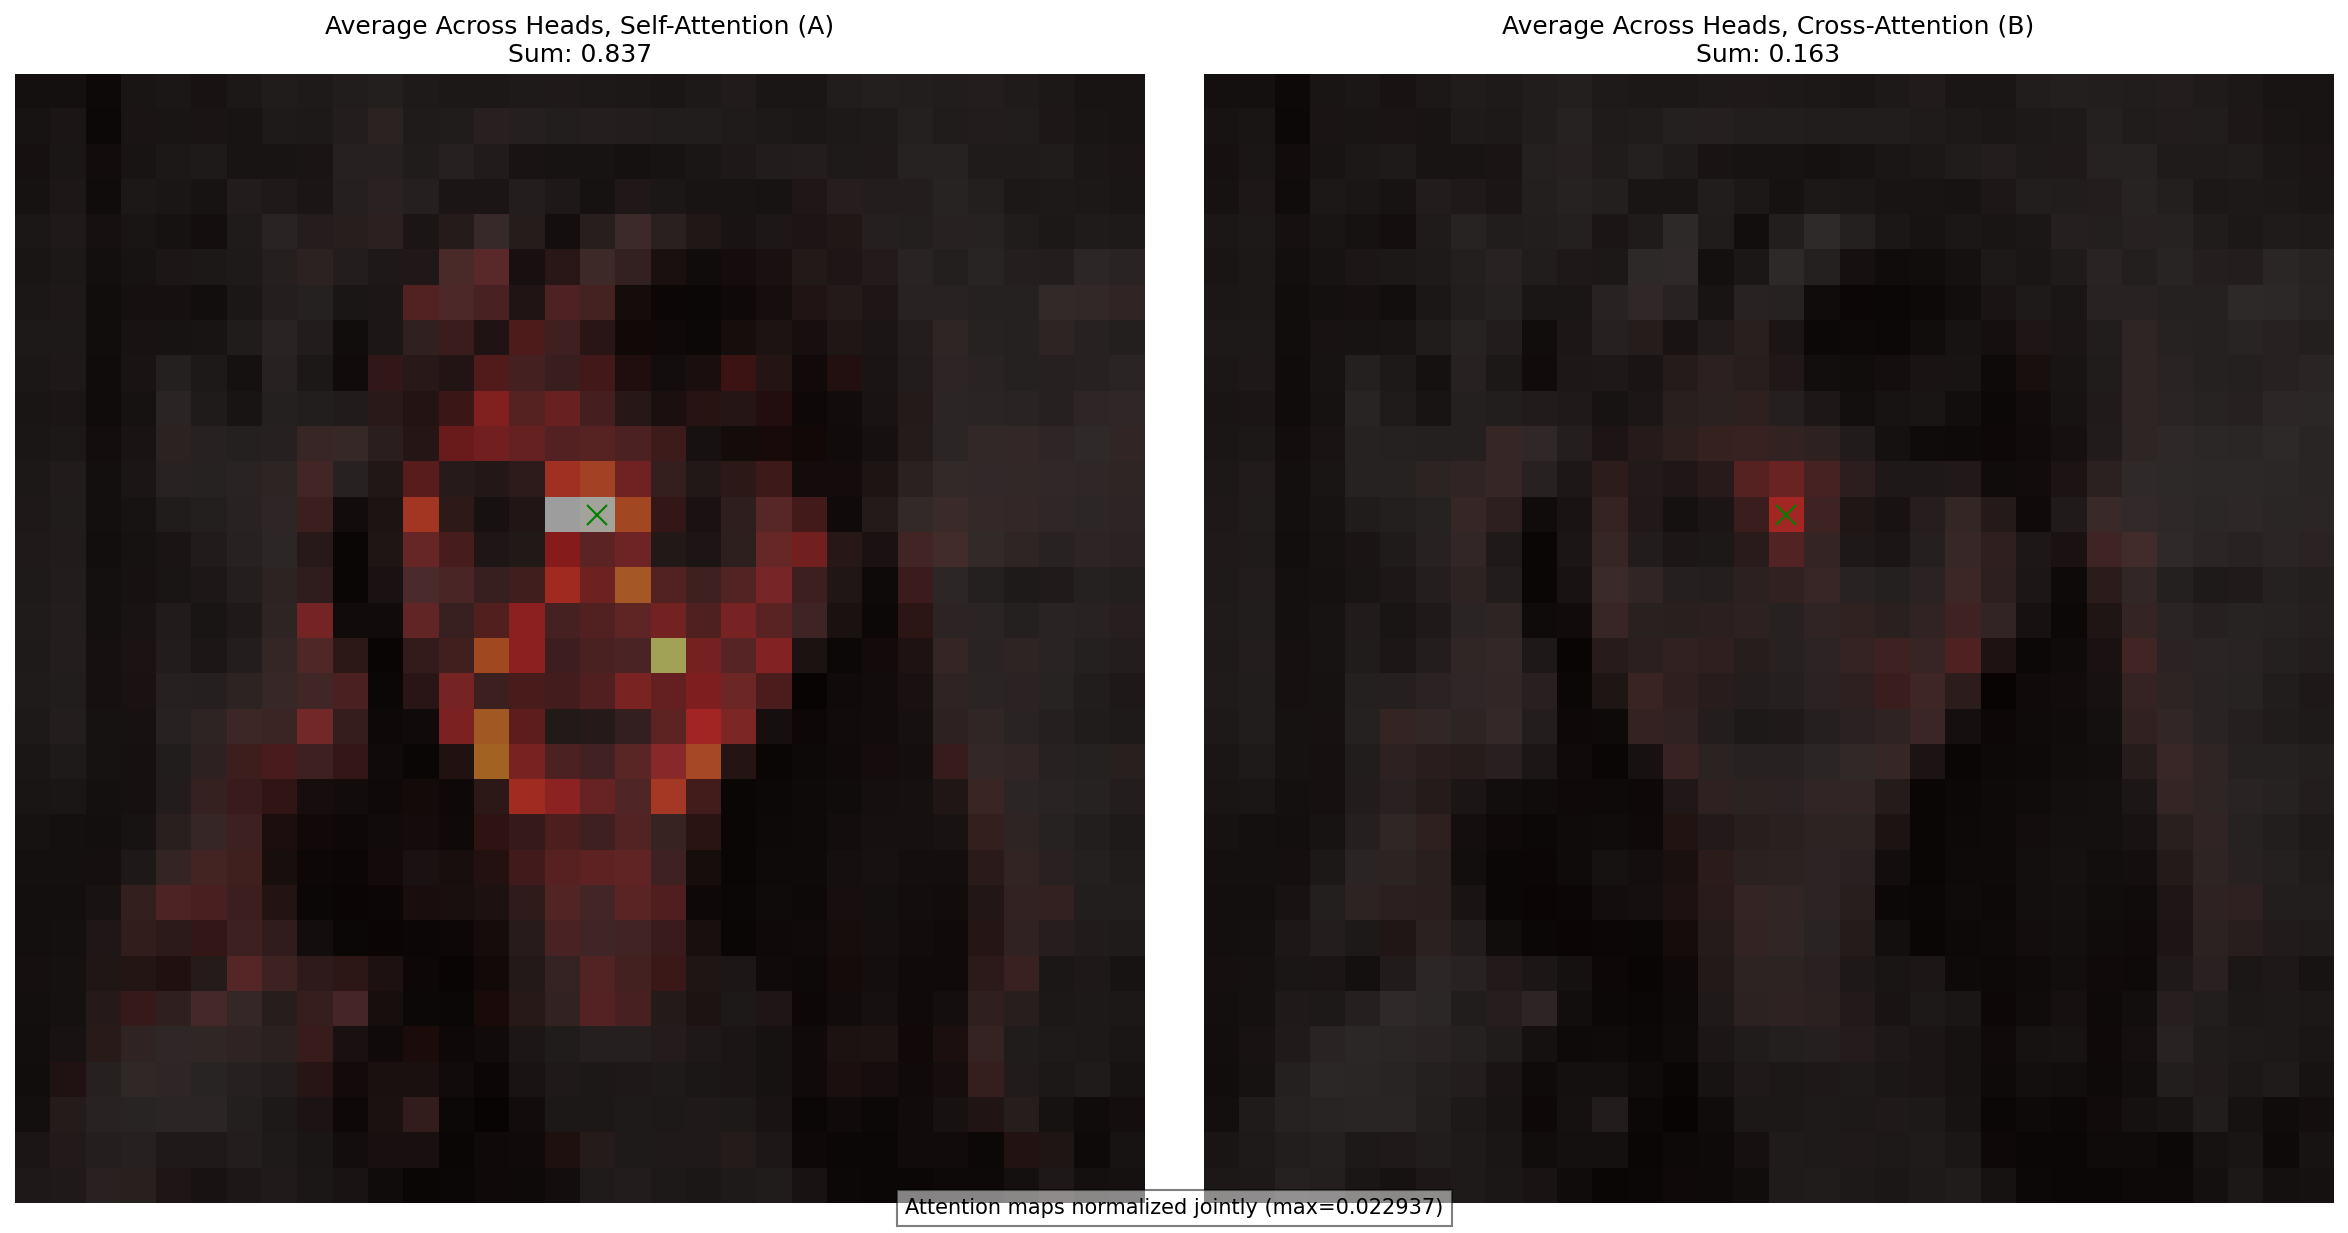 Average Across Heads, Self-Attention (A)
Sum: 0.837
Average Across Heads, Cross-Attention (B)
Sum: 0.163
Attention maps normalized jointly (max=0.022937)